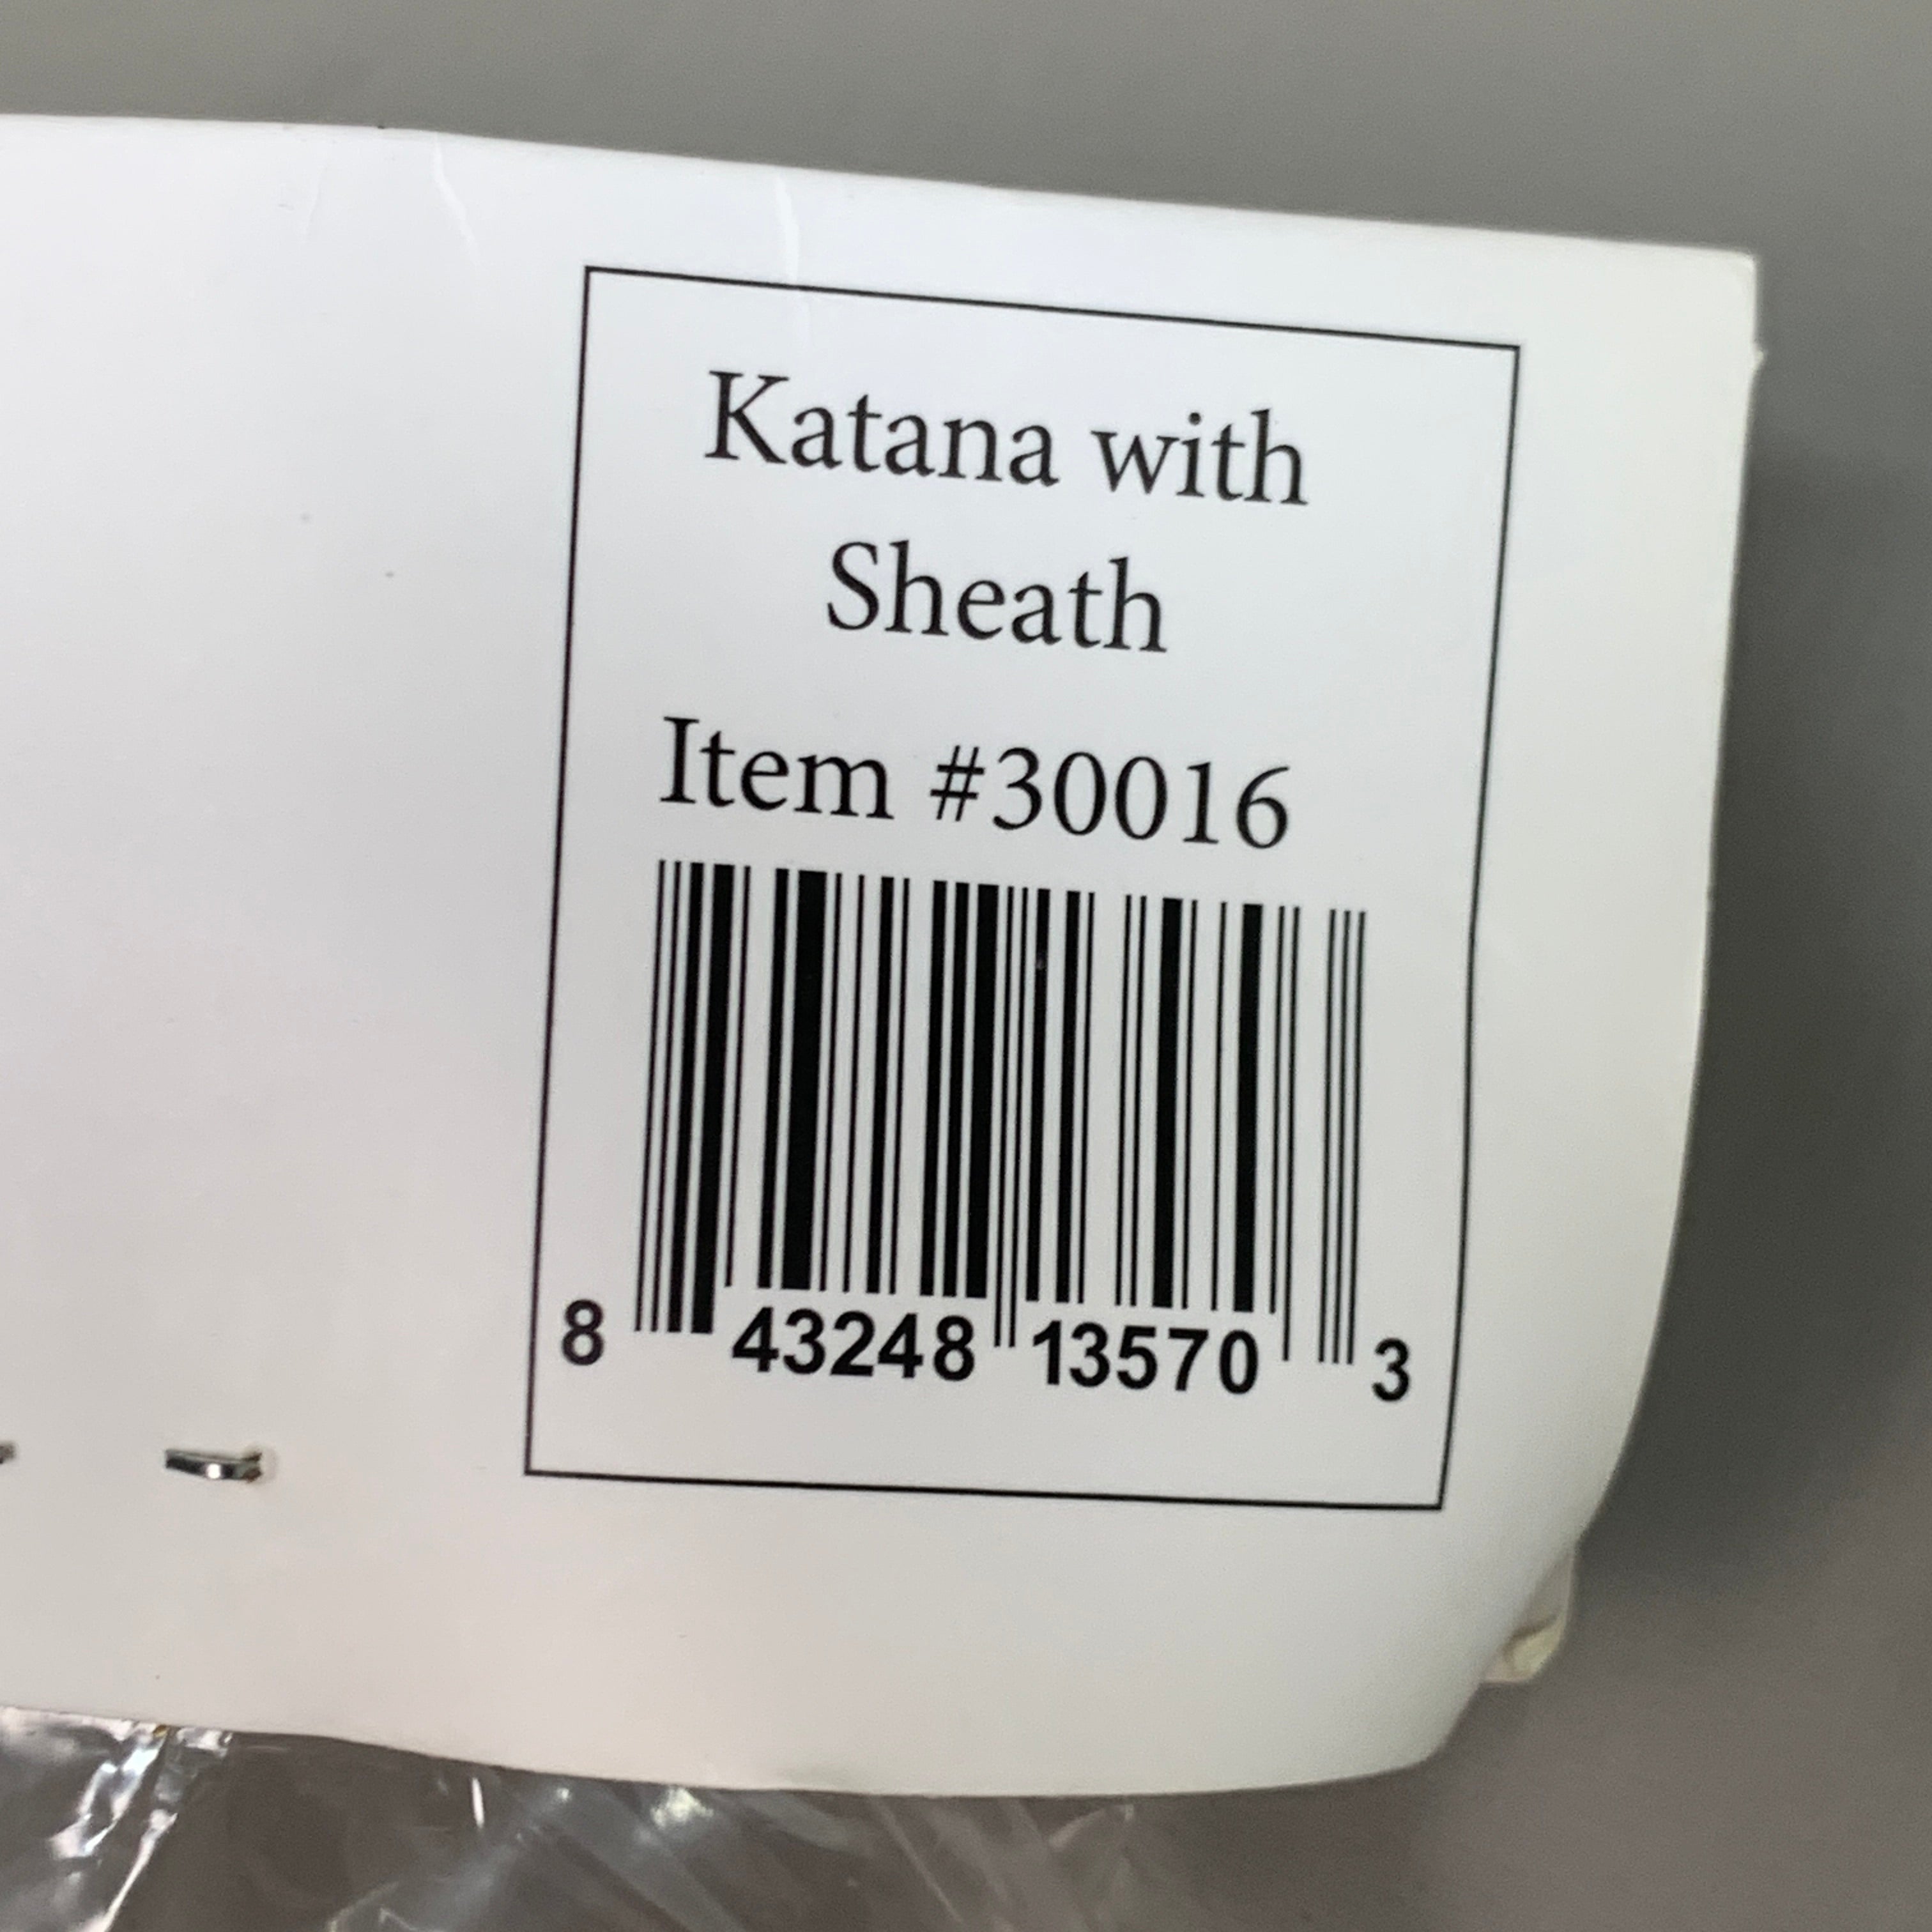 Katana with
Sheath
Item #30016
8 43248 13570 3